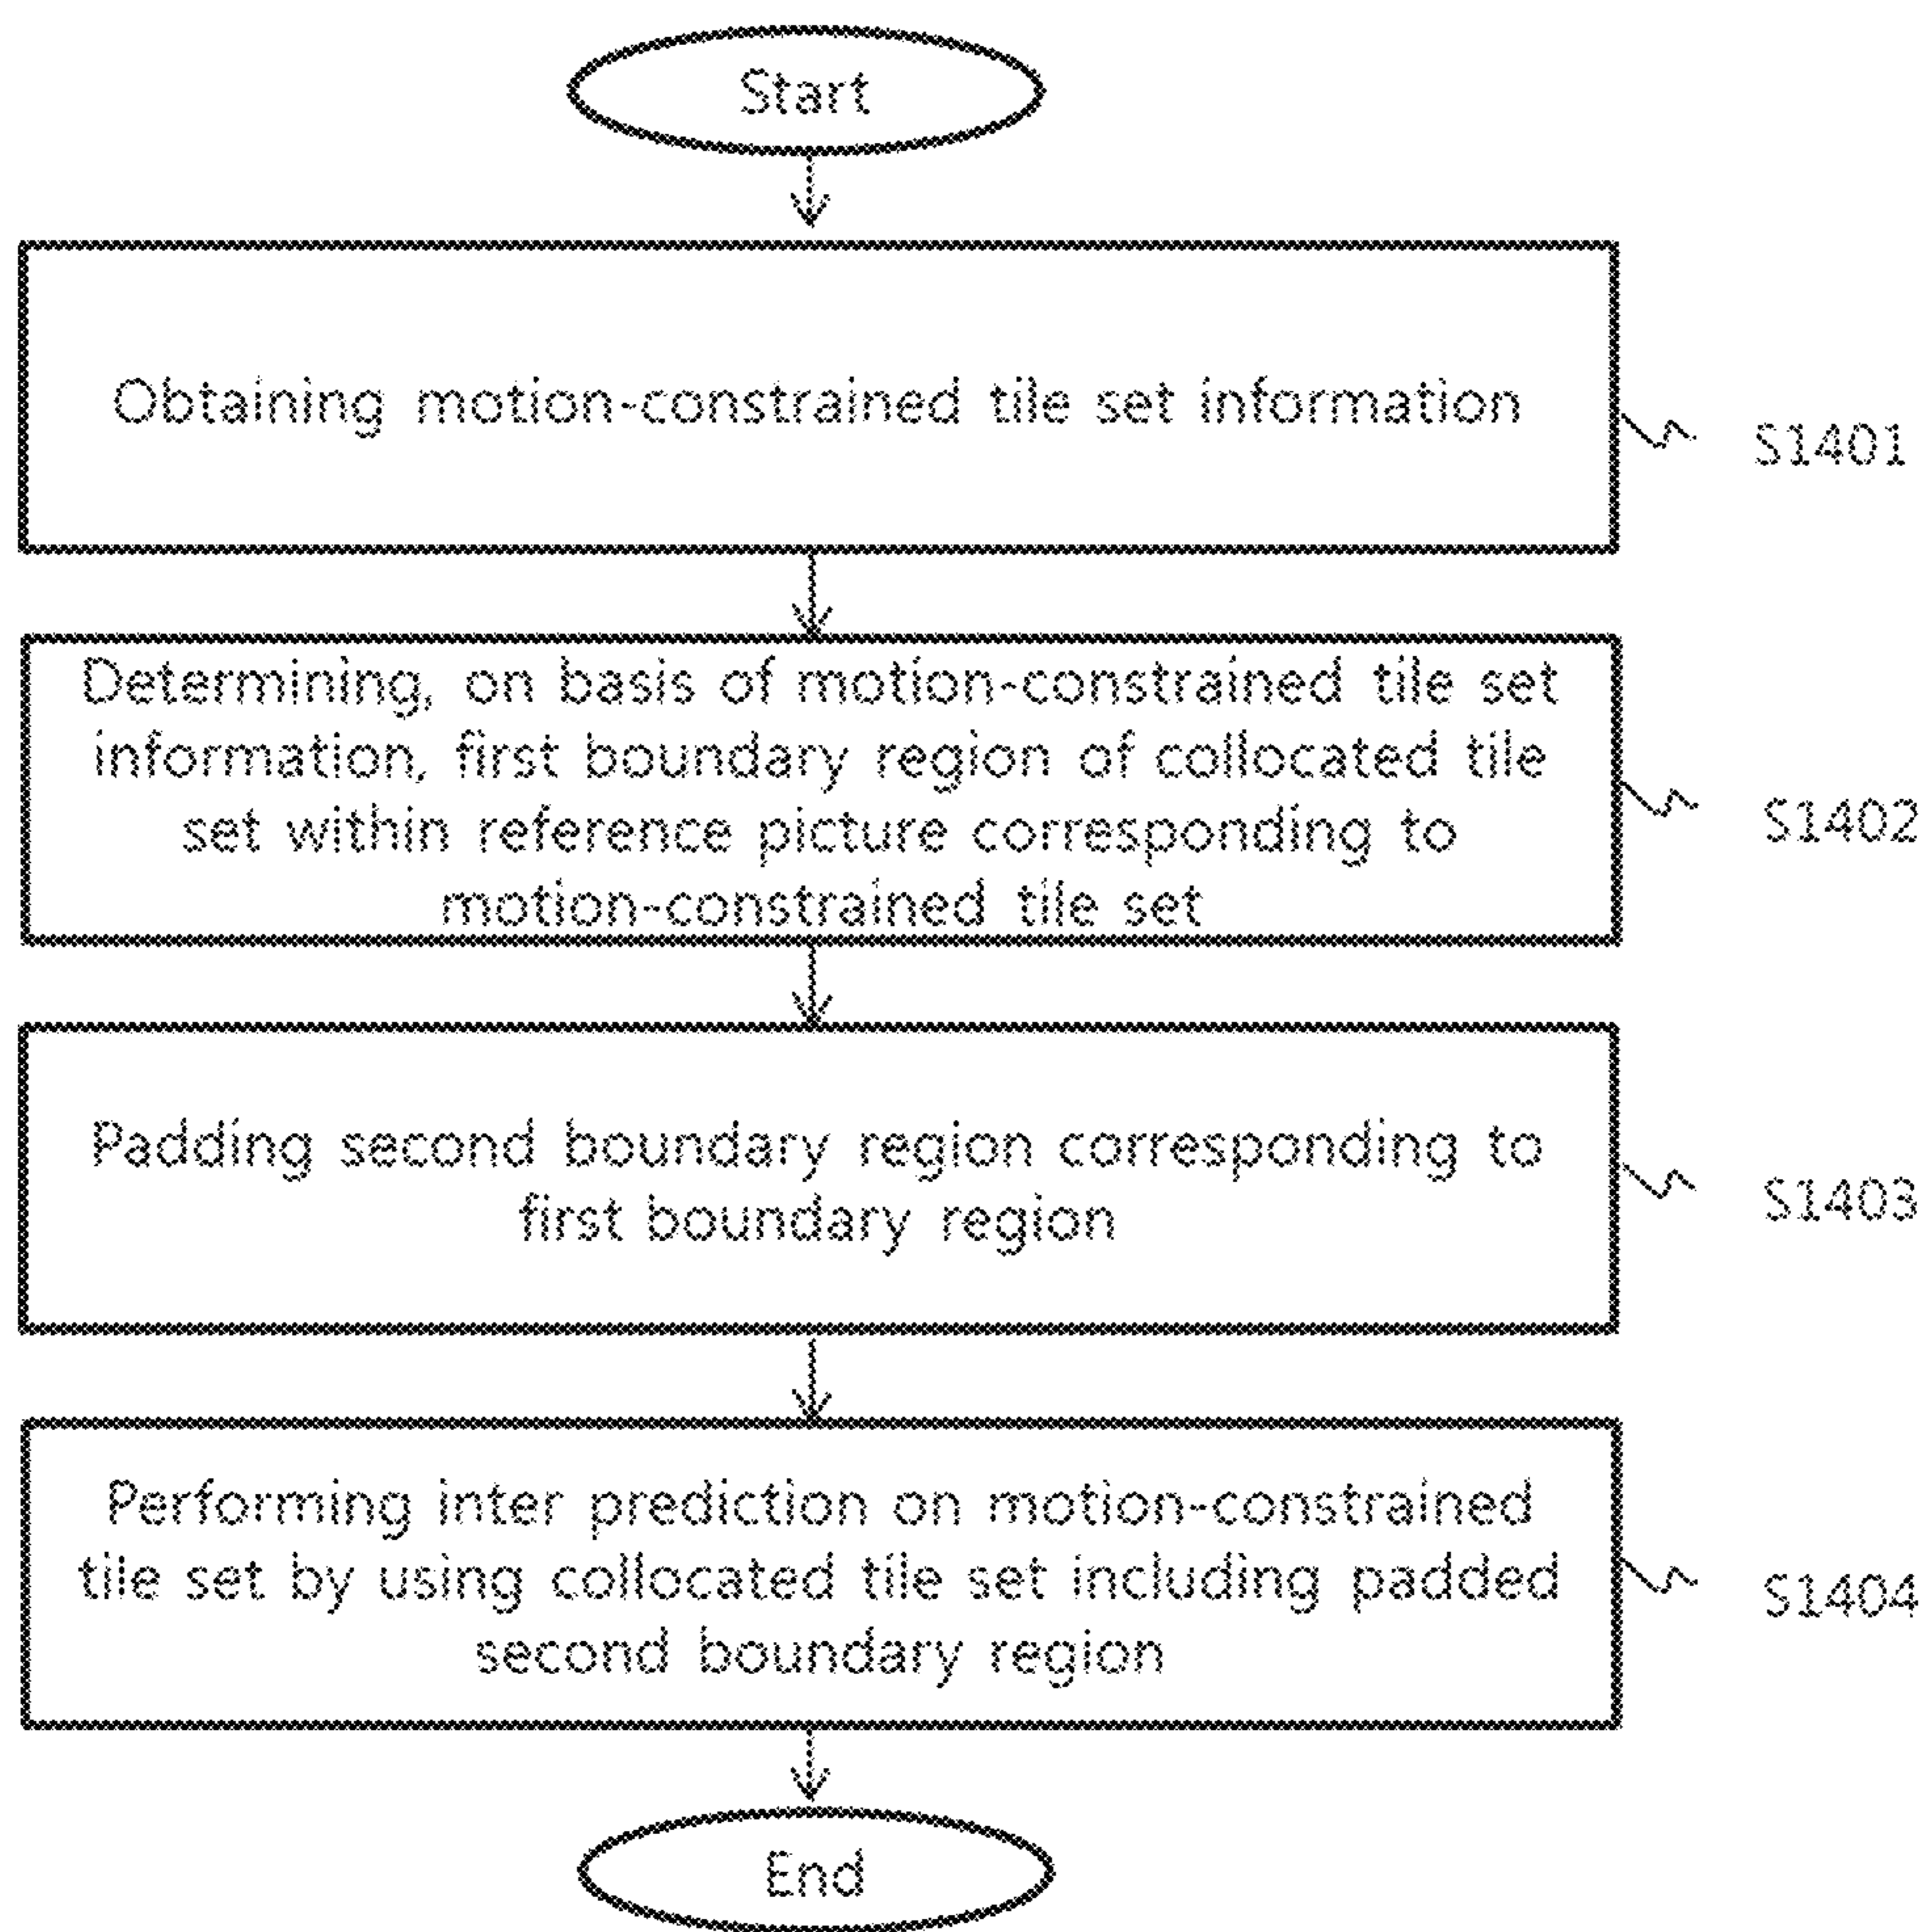 Start
Obtaining motion-constrained tile set information
S1401
Determining, on basis of motion-constrained tile set
information, first boundary region of collocated tile
set within reference picture corresponding to
motion-constrained tile set
S1402
Padding second boundary region corresponding to
first boundary region
S1403
Performing inter prediction on motion-constrained
tile set by using collocated tile set including padded
second boundary region
S1404
End